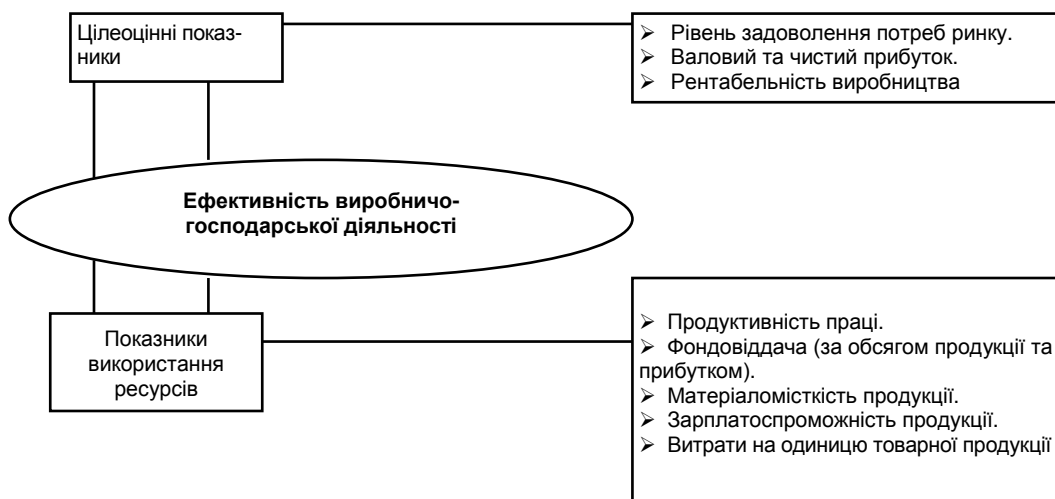 Цілеоцінні показ-
ники
➢ Рівень задоволення потреб ринку.
➢ Валовий та чистий прибуток.
➢ Рентабельність виробництва
Ефективність виробничо-
господарської діяльності
Показники
використання
ресурсів
➢ Продуктивність праці.
➢ Фондовіддача (за обсягом продукції та
прибутком).
➢ Матеріаломісткість продукції.
➢ Зарплатоспроможність продукції.
➢ Витрати на одиницю товарної продукції